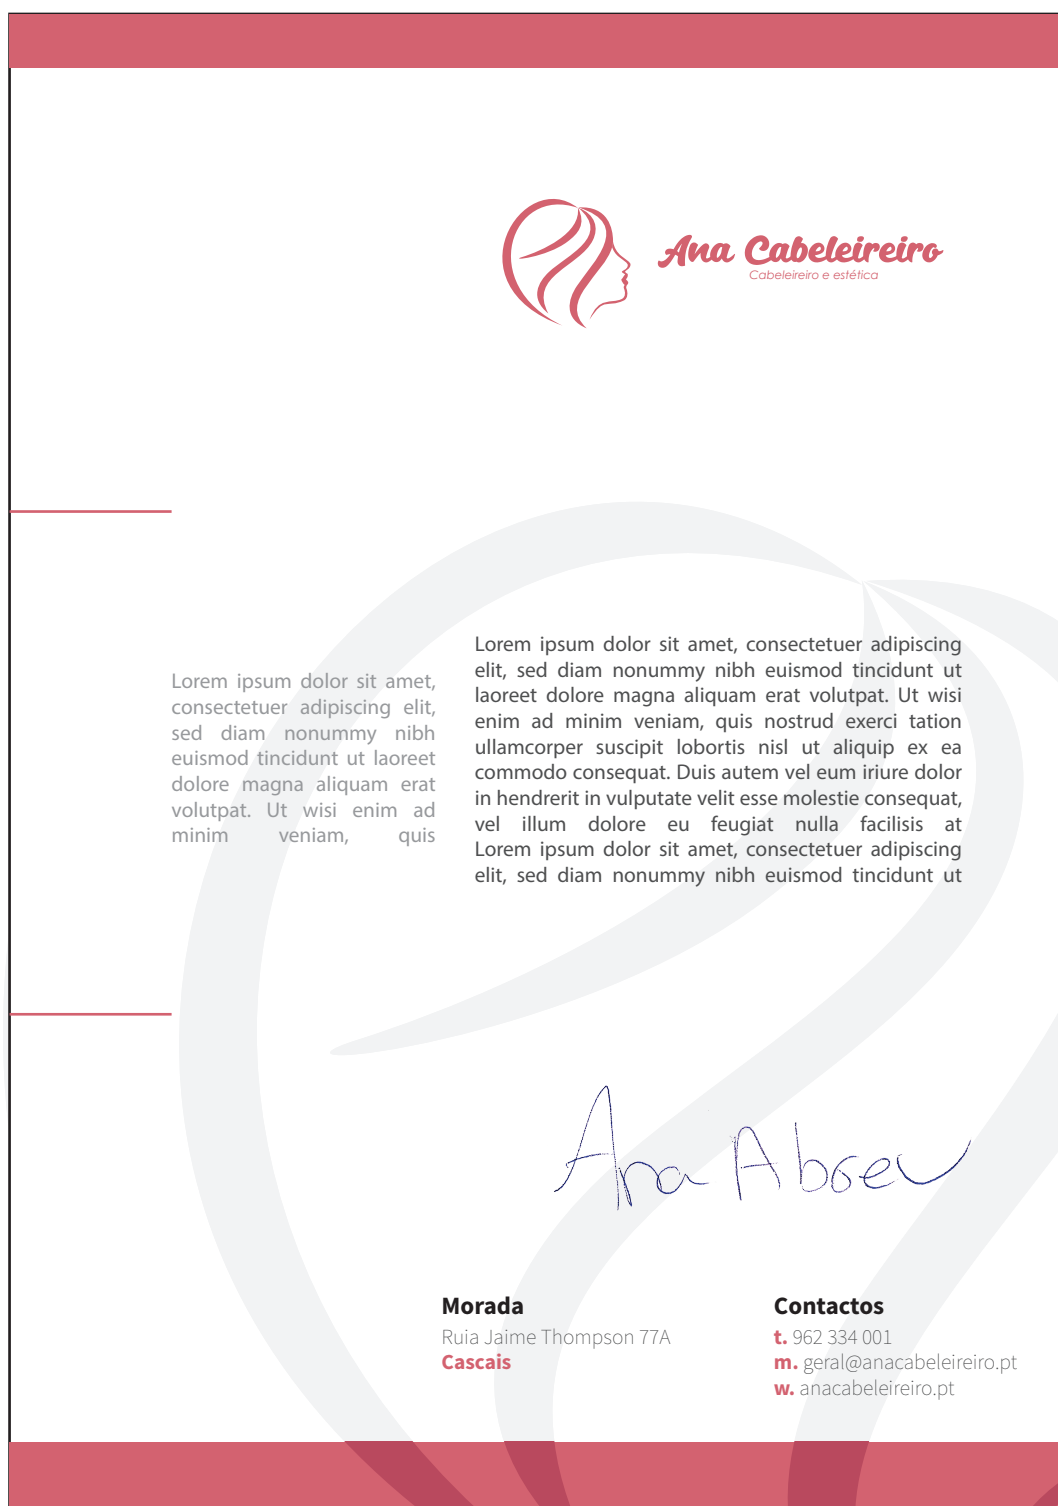 Ana Cabeleireiro
Cabeleireiro e estética
Lorem ipsum dolor sit amet,
consectetuer adipiscing elit,
sed diam nonummy nibh
euismod tincidunt ut laoreet
dolore magna aliquam erat
volutpat. Ut wisi enim ad
minim veniam, quis
Lorem ipsum dolor sit amet, consectetuer adipiscing
elit, sed diam nonummy nibh euismod tincidunt ut
laoreet dolore magna aliquam erat volutpat. Ut wisi
enim ad minim veniam, quis nostrud exerci tation
ullamcorper suscipit lobortis nisl ut aliquip ex ea
commodo consequat. Duis autem vel eum iriure dolor
in hendrerit in vulputate velit esse molestie consequat,
vel illum dolore eu feugiat nulla facilisis at
Lorem ipsum dolor sit amet, consectetuer adipiscing
elit, sed diam nonummy nibh euismod tincidunt ut
Ana Abreu
Morada
Ruia Jaime Thompson 77A
Cascais
Contactos
t. 962 334 001
m. geral@anacabeleireiro.pt
w. anacabeleireiro.pt